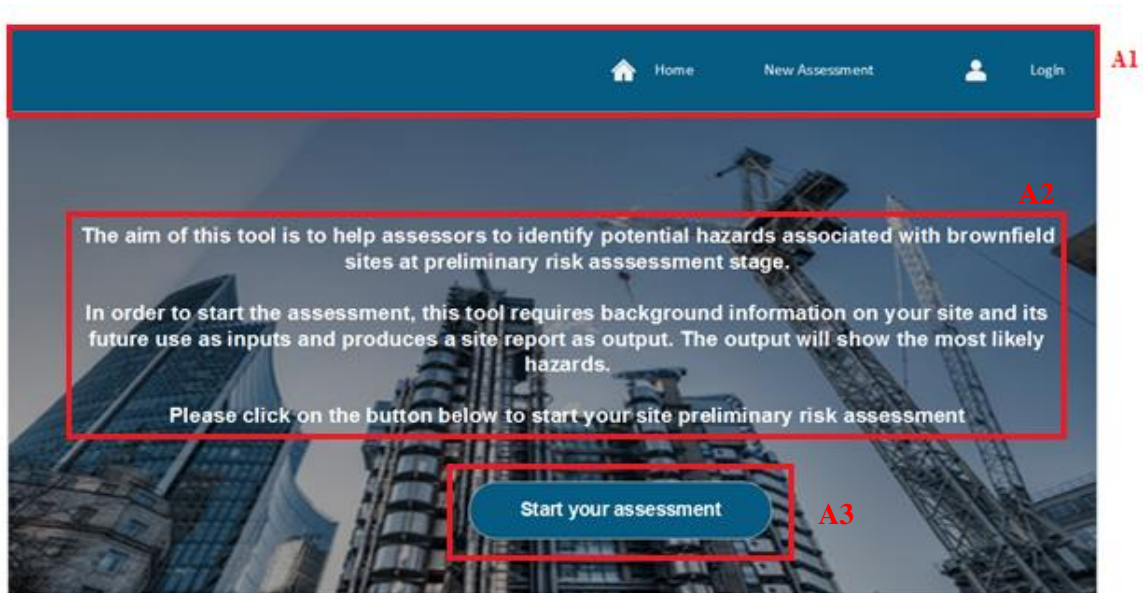 Home New Assessment Login A1
A2
The aim of this tool is to help assessors to identify potential hazards associated with brownfield
sites at preliminary risk asssessment stage.
In order to start the assessment, this tool requires background information on your site and its
future use as inputs and produces a site report as output. The output will show the most likely
hazards.
Please click on the button below to start your site preliminary risk assessment
Start your assessment A3